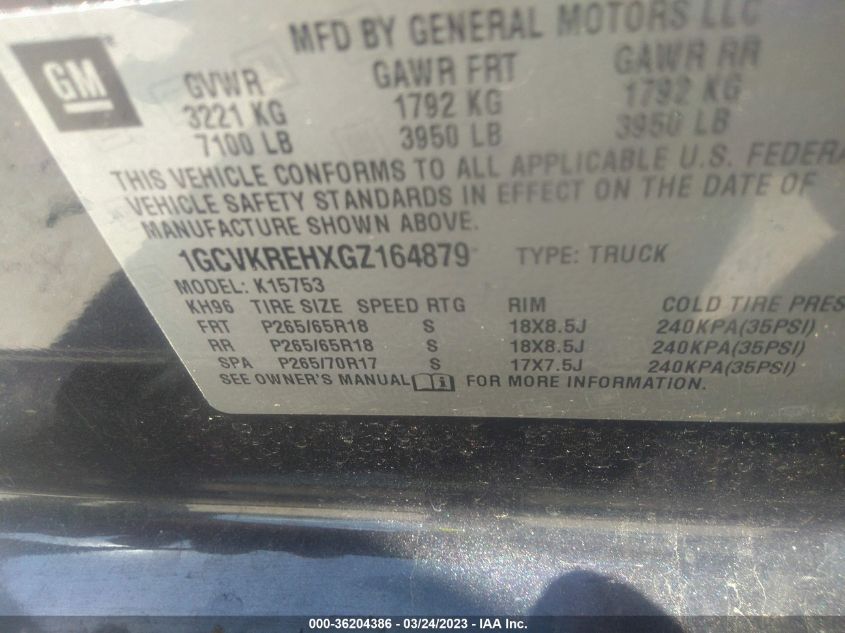 MFD BY GENERAL MOTORS LLC
GM
GVWR GAWR FRT GAWR RR
3221 KG 1792 KG 1792 KG
7100 LB 3950 LB 3950 LB
THIS VEHICLE CONFORMS TO ALL APPLICABLE U.S. FEDERA
VEHICLE SAFETY STANDARDS IN EFFECT ON THE DATE OF
MANUFACTURE SHOWN ABOVE.
1GCVKREHXGZ164879 TYPE: TRUCK
MODEL: K15753
KH96 TIRE SIZE SPEED RTG RIM COLD TIRE PRES
FRT P265/65R18 S 18X8.5J 240KPA(35PSI)
RR P265/65R18 S 18X8.5J 240KPA(35PSI)
SPA P265/70R17 S 17X7.5J 240KPA(35PSI)
SEE OWNER'S MANUAL FOR MORE INFORMATION.
000-36204386 - 03/24/2023 - IAA Inc.